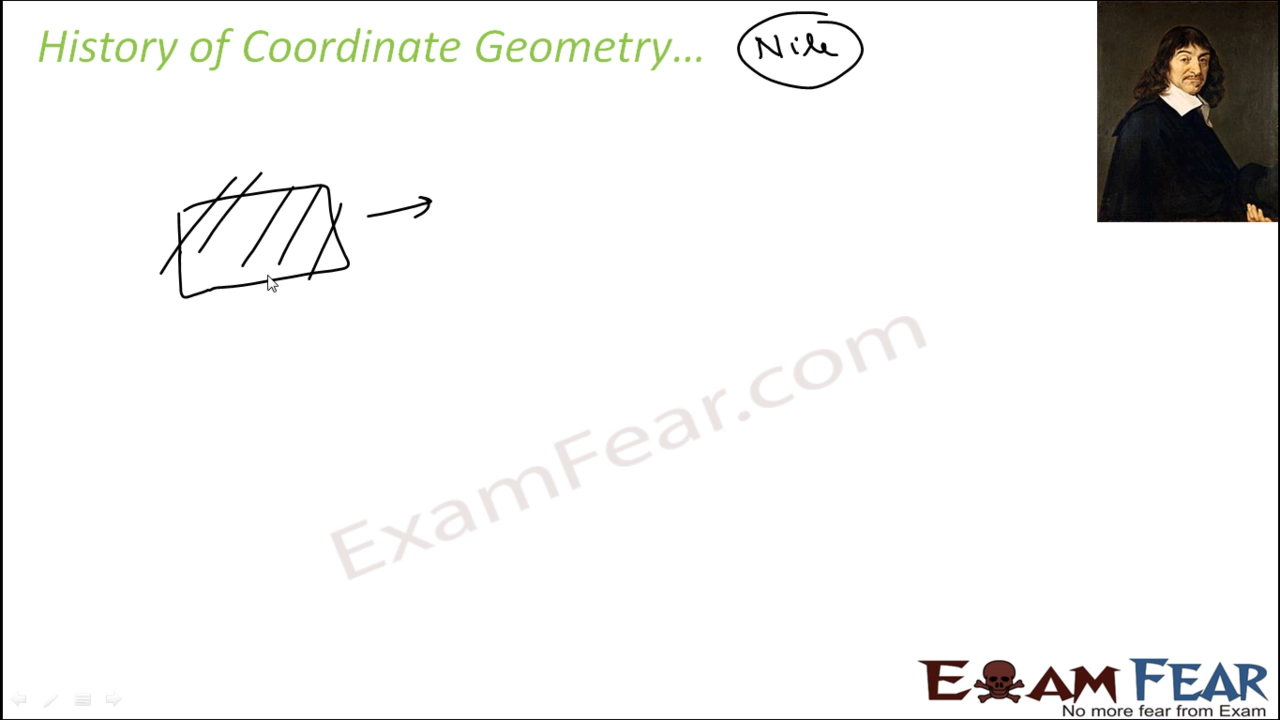 History of Coordinate Geometry...
Nile
ExamFear.com
EXAM FEAR
No more fear from Exam